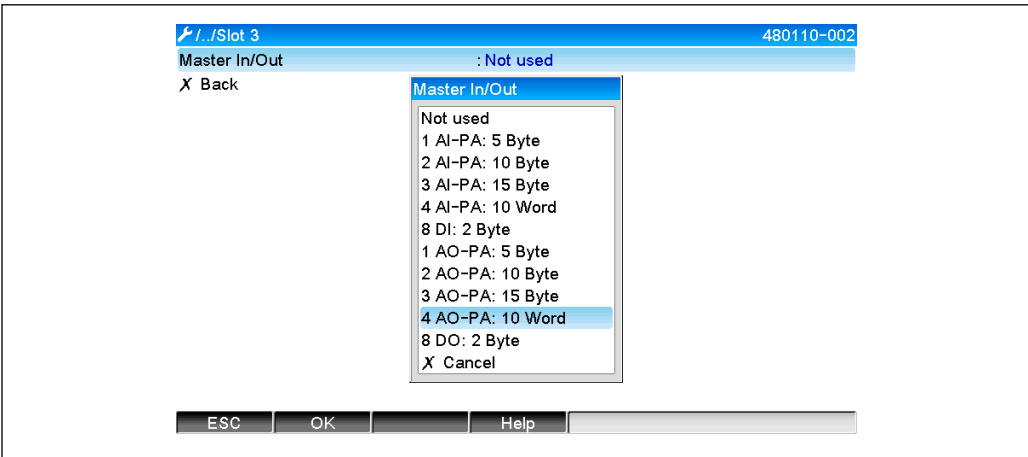 /../Slot 3 480110-002
Master In/Out : Not used
X Back
Master In/Out
Not used
1 AI-PA: 5 Byte
2 AI-PA: 10 Byte
3 AI-PA: 15 Byte
4 AI-PA: 10 Word
8 DI: 2 Byte
1 AO-PA: 5 Byte
2 AO-PA: 10 Byte
3 AO-PA: 15 Byte
4 AO-PA: 10 Word
8 DO: 2 Byte
X Cancel
ESC OK Help